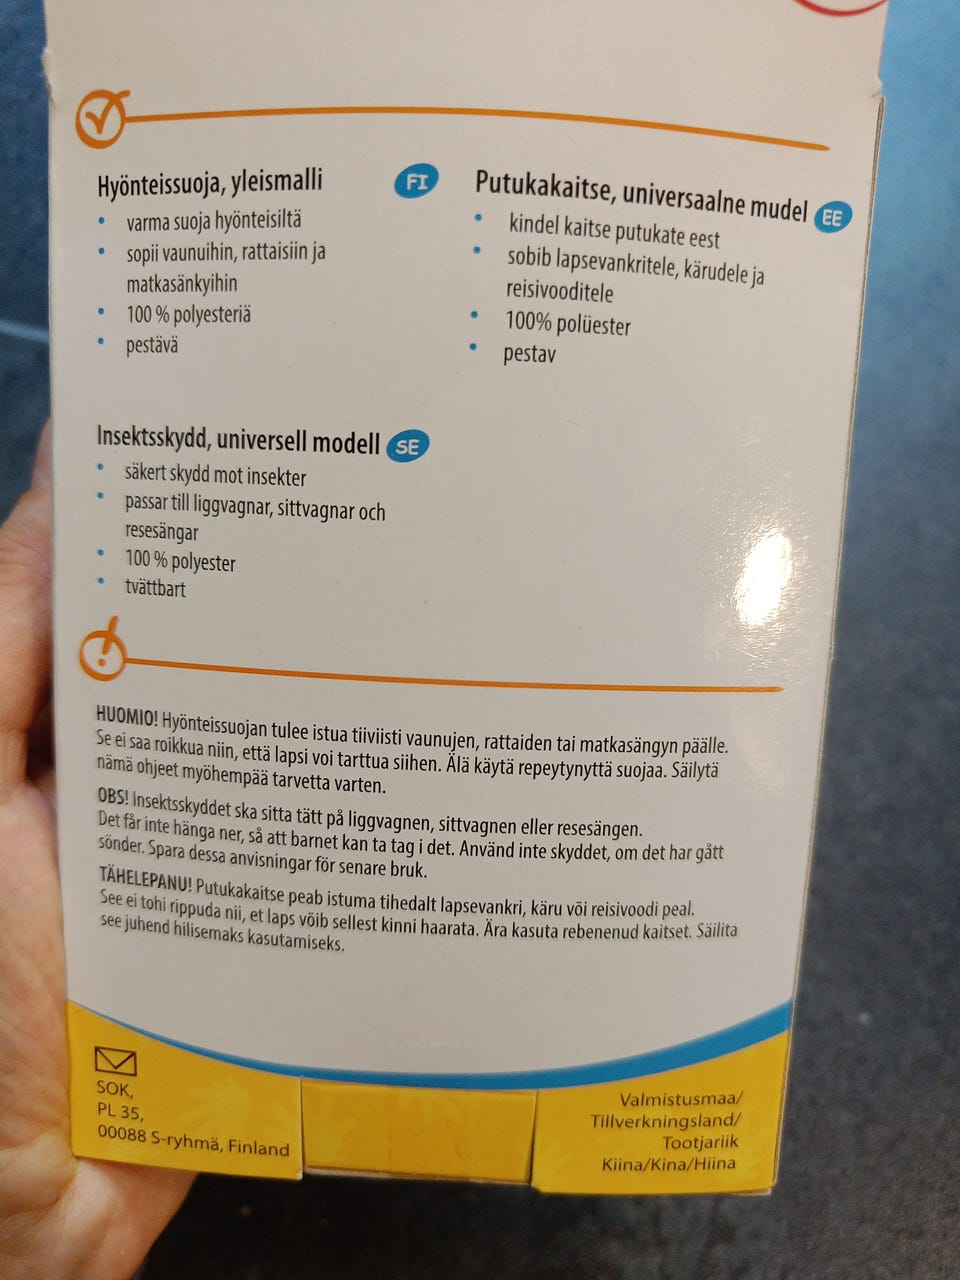 Hyönteissuoja, yleismalli FI
• varma suoja hyönteisiltä
• sopii vaunuihin, rattaisiin ja
matkasänkyihin
• 100 % polyesteriä
• pestävä
Putukakaitse, universaalne mudel EE
• kindel kaitse putukate eest
• sobib lapsevankritele, kärudele ja
reisivooditele
• 100% polüester
• pestav
Insektsskydd, universell modell SE
• säkert skydd mot insekter
• passar till liggvagnar, sittvagnar och
resesängar
• 100 % polyester
• tvättbart
HUOMIO! Hyönteissuojan tulee istua tiiviisti vaunujen, rattaiden tai matkasängyn päälle.
Se ei saa roikkua niin, että lapsi voi tarttua siihen. Älä käytä repeytynyttä suojaa. Säilytä
nämä ohjeet myöhempää tarvetta varten.
OBS! Insektsskyddet ska sitta tätt på liggvagnen, sittvagnen eller resesängen.
Det får inte hänga ner, så att barnet kan ta tag i det. Använd inte skyddet, om det har gått
sönder. Spara dessa anvisningar för senare bruk.
TÄHELEPANU! Putukakaitse peab istuma tihedalt lapsevankri, käru või reisivoodi peal.
See ei tohi rippuda nii, et laps võib sellest kinni haarata. Ära kasuta rebenenud kaitset. Säilita
see juhend hilisemaks kasutamiseks.
SOK,
PL 35,
00088 S-ryhmä, Finland
Valmistusmaa/
Tillverkningsland/
Tootjariik
Kiina/Kina/Hiina